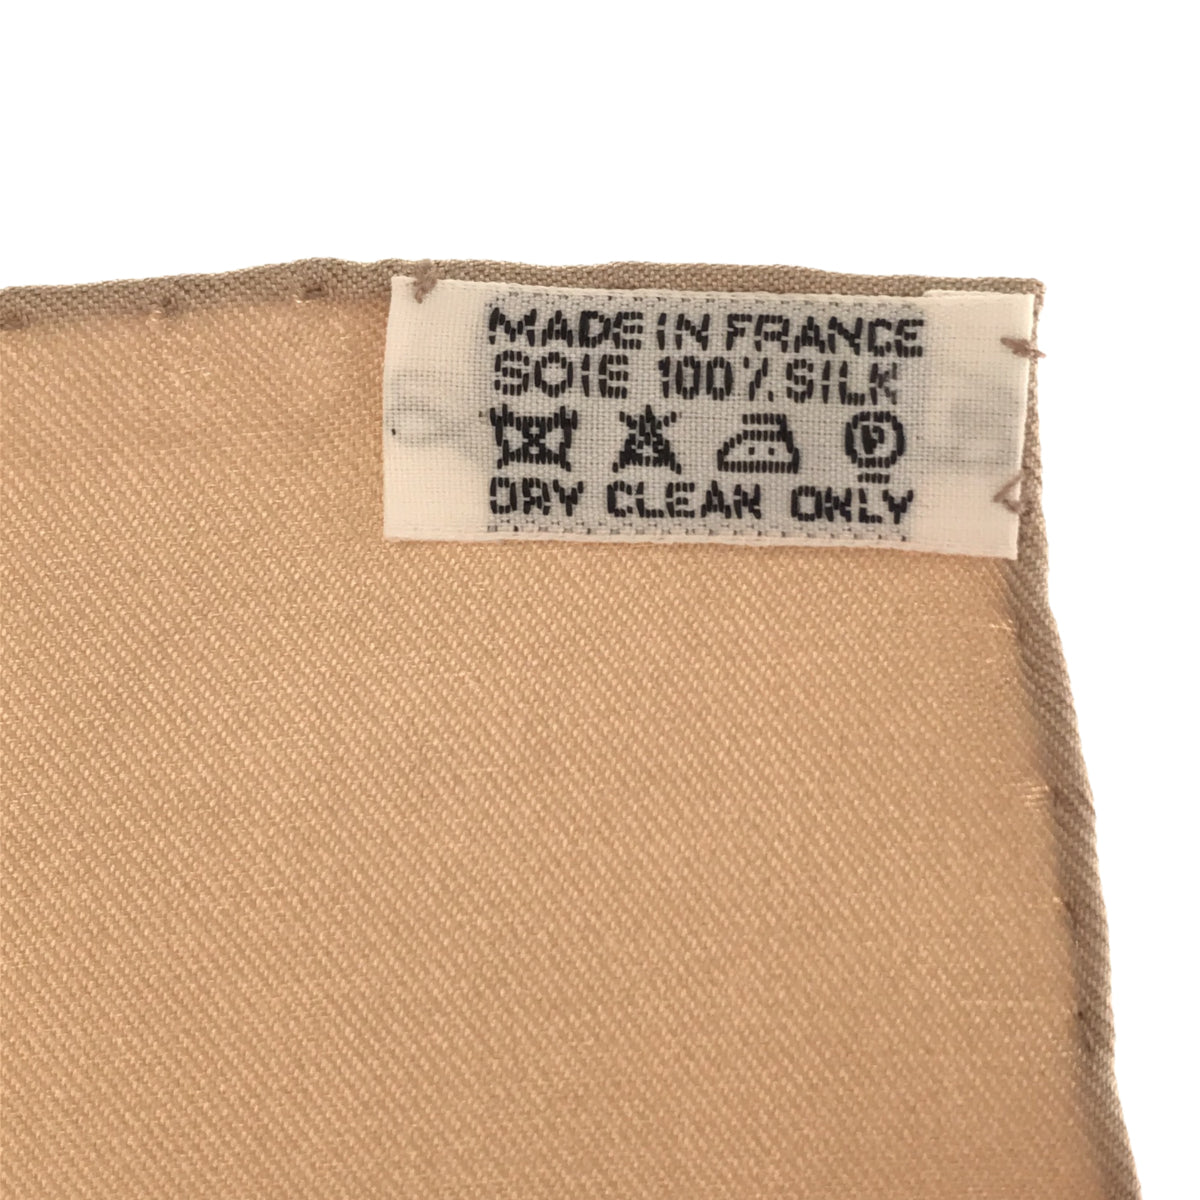 MADE IN FRANCE
SOIE 100% SILK
P
DRY CLEAN ONLY